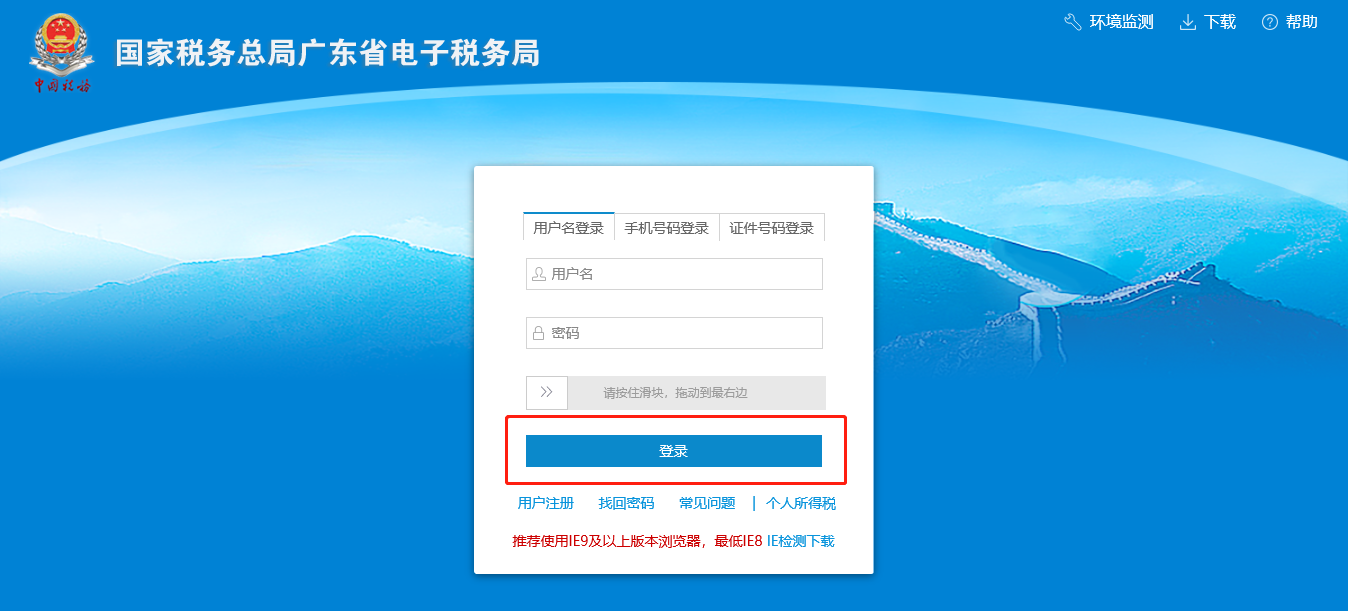 环境监测 下载 帮助
国家税务总局广东省电子税务局
中国税务
用户名登录 手机号码登录 证件号码登录
用户名
密码
请按住滑块，拖动到最右边
登录
用户注册 找回密码 常见问题 | 个人所得税
推荐使用IE9及以上版本浏览器，最低IE8 IE检测下载